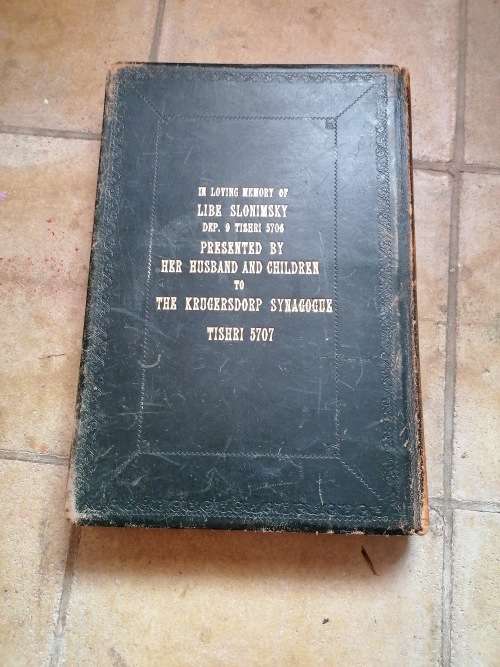 IN LOVING MEMORY OF
LIBE SLONIMSKY
DEP. 9 TISHRI 5706
PRESENTED BY
HER HUSBAND AND CHILDREN
TO
THE KRUGERSDORP SYNAGOGUE
TISHRI 5707